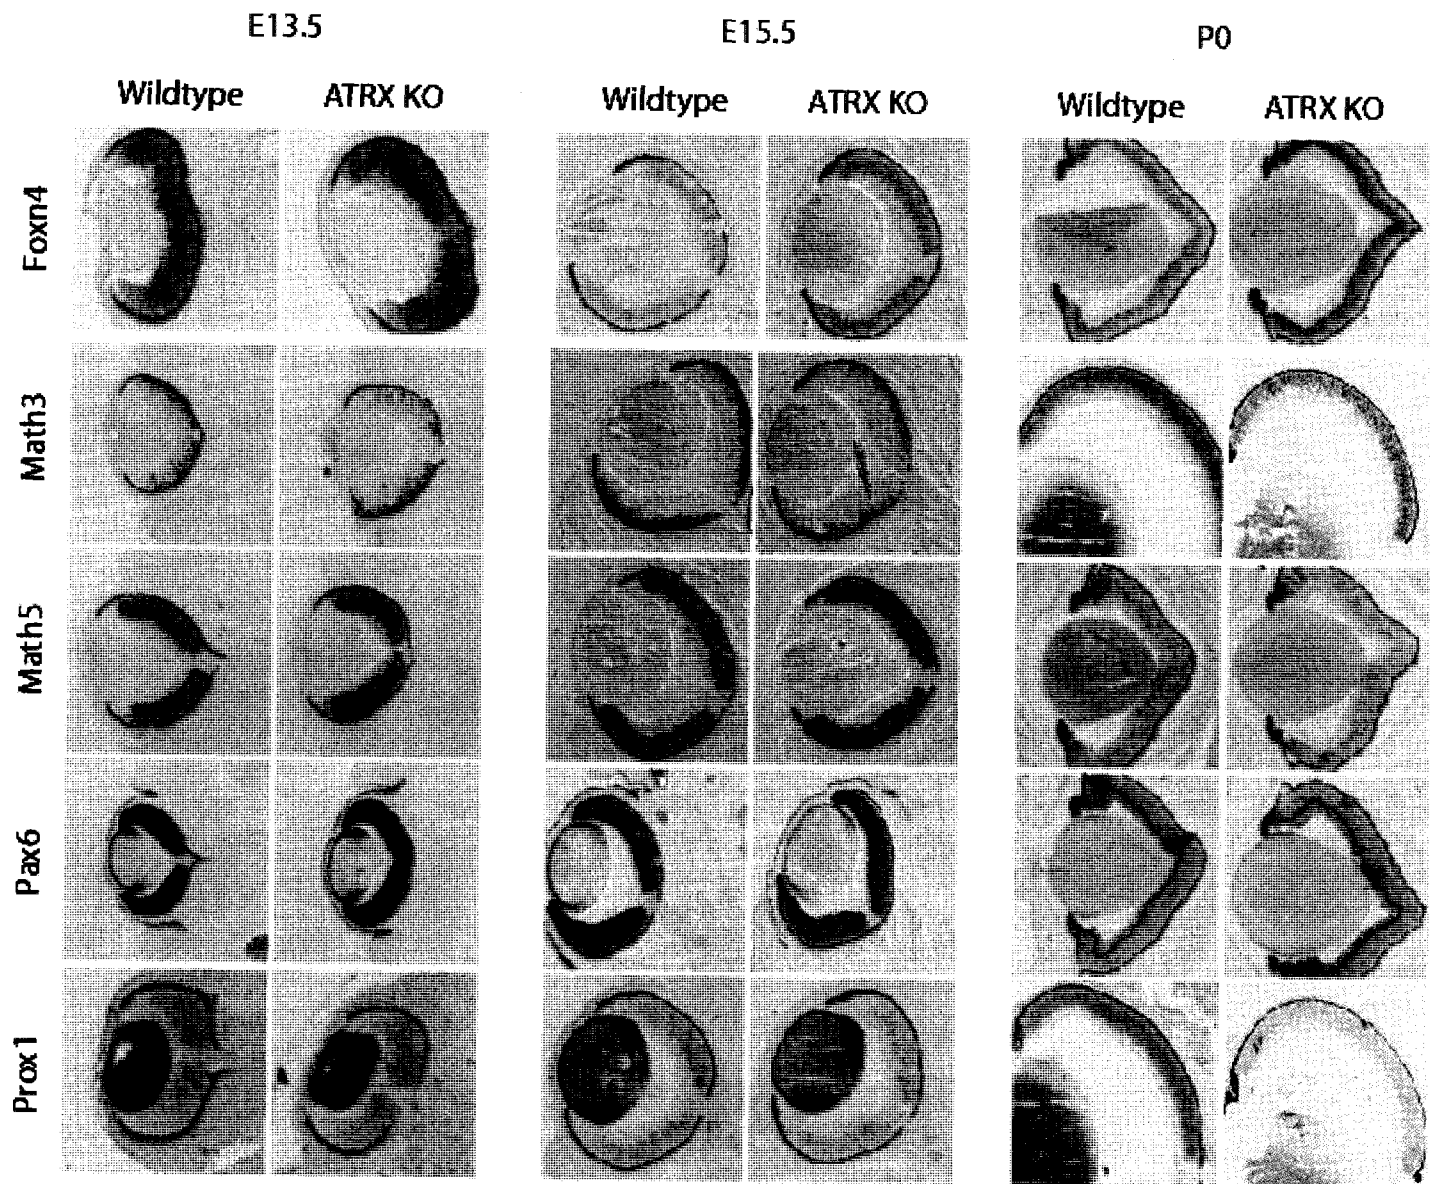 E13.5 E15.5 P0
Wildtype ATRX KO Wildtype ATRX KO Wildtype ATRX KO
Foxn4
Math3
Math5
Pax6
Prox1